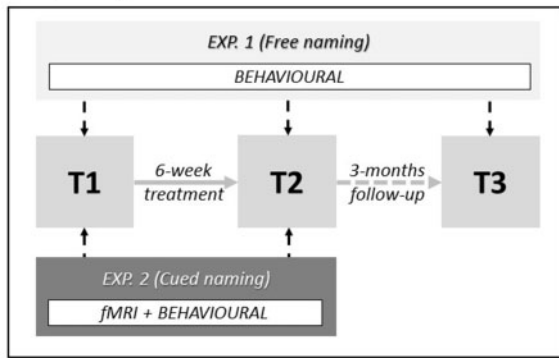 EXP. 1 (Free naming)
BEHAVIOURAL
T1
6-week
treatment
T2
3-months
follow-up
T3
EXP. 2 (Cued naming)
fMRI + BEHAVIOURAL